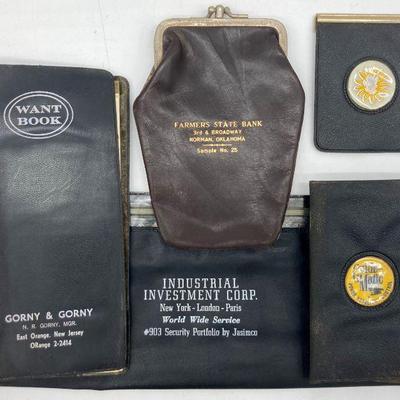 WANT
BOOK
GORNY & GORNY
N. R. GORNY, MGR.
East Orange, New Jersey
ORange 2-2414
FARMERS STATE BANK
3rd & BROADWAY
NORMAN, OKLAHOMA
Sample No. 25
INDUSTRIAL
INVESTMENT CORP.
New York - London - Paris
World Wide Service
#903 Security Portfolio by Jasimco